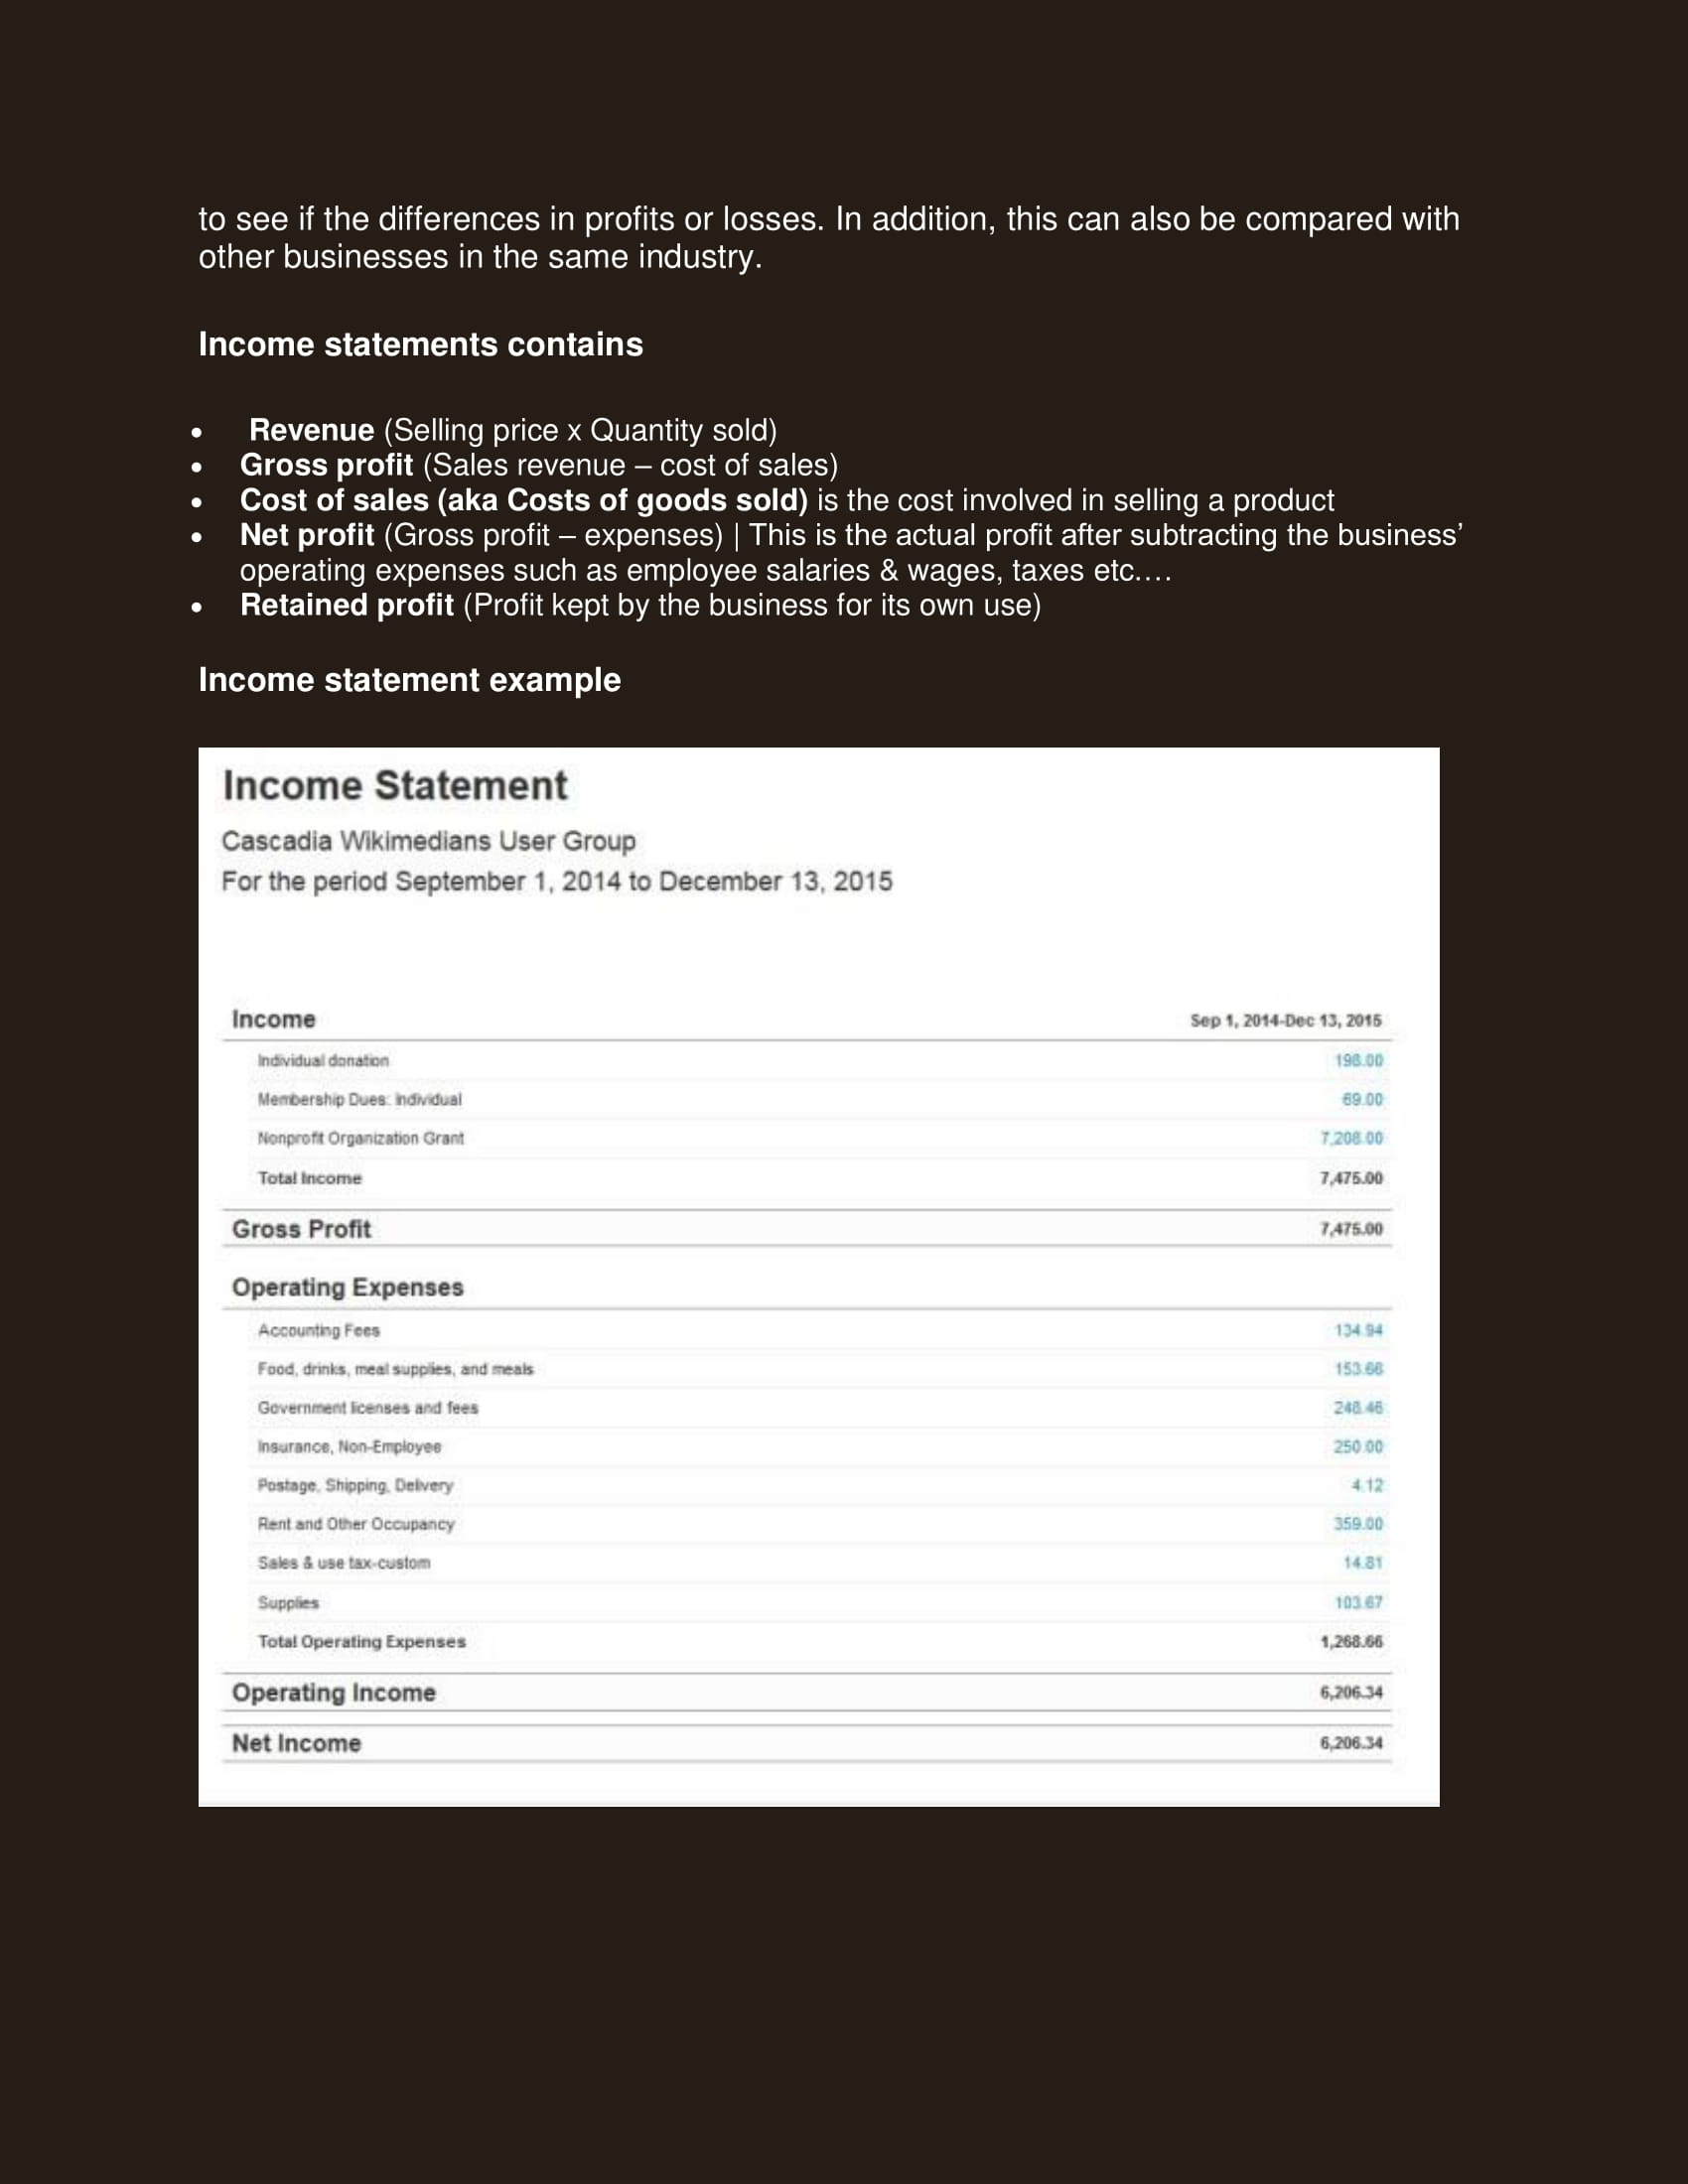 to see if the differences in profits or losses. In addition, this can also be compared with
other businesses in the same industry.
Income statements contains
• Revenue (Selling price x Quantity sold)
• Gross profit (Sales revenue – cost of sales)
• Cost of sales (aka Costs of goods sold) is the cost involved in selling a product
• Net profit (Gross profit – expenses) | This is the actual profit after subtracting the business’
operating expenses such as employee salaries & wages, taxes etc.…
• Retained profit (Profit kept by the business for its own use)
Income statement example
Income Statement
Cascadia Wikimedians User Group
For the period September 1, 2014 to December 13, 2015
Income Sep 1, 2014-Dec 13, 2015
Individual donation 198.00
Membership Dues: Individual 69.00
Nonprofit Organization Grant 7,208.00
Total Income 7,475.00
Gross Profit 7,475.00
Operating Expenses
Accounting Fees 134.94
Food, drinks, meal supplies, and meals 153.66
Government licenses and fees 248.46
Insurance, Non-Employee 250.00
Postage, Shipping, Delivery 4.12
Rent and Other Occupancy 359.00
Sales & use tax-custom 14.81
Supplies 103.67
Total Operating Expenses 1,268.66
Operating Income 6,206.34
Net Income 6,206.34